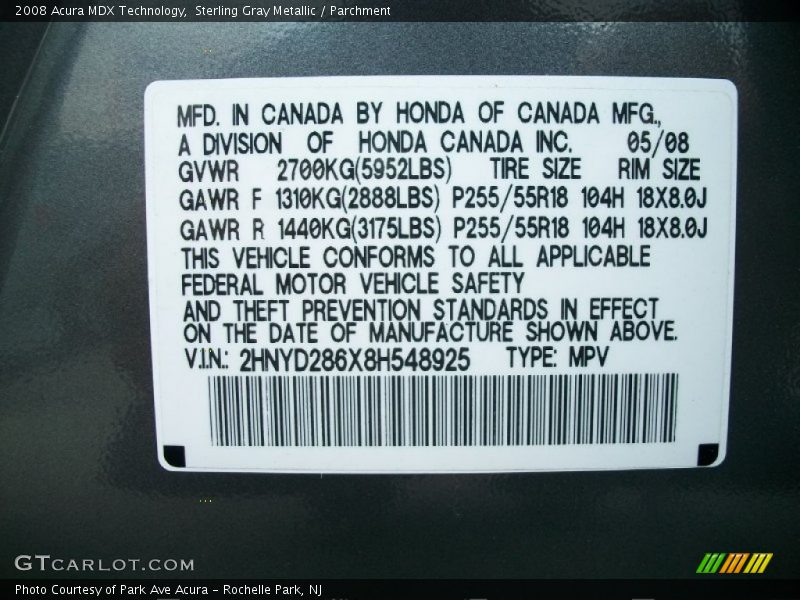 2008 Acura MDX Technology,  Sterling Gray Metallic / Parchment
MFD. IN CANADA BY HONDA OF CANADA MFG.,
A DIVISION OF HONDA CANADA INC. 05/08
GVWR 2700KG(5952LBS) TIRE SIZE RIM SIZE
GAWR F 1310KG(2888LBS) P255/55R18 104H 18X8.0J
GAWR R 1440KG(3175LBS) P255/55R18 104H 18X8.0J
THIS VEHICLE CONFORMS TO ALL APPLICABLE
FEDERAL MOTOR VEHICLE SAFETY
AND THEFT PREVENTION STANDARDS IN EFFECT
ON THE DATE OF MANUFACTURE SHOWN ABOVE.
V.I.N.: 2HNYD286X8H548925 TYPE: MPV
GTCARLOT.COM
Photo Courtesy of Park Ave Acura - Rochelle Park, NJ